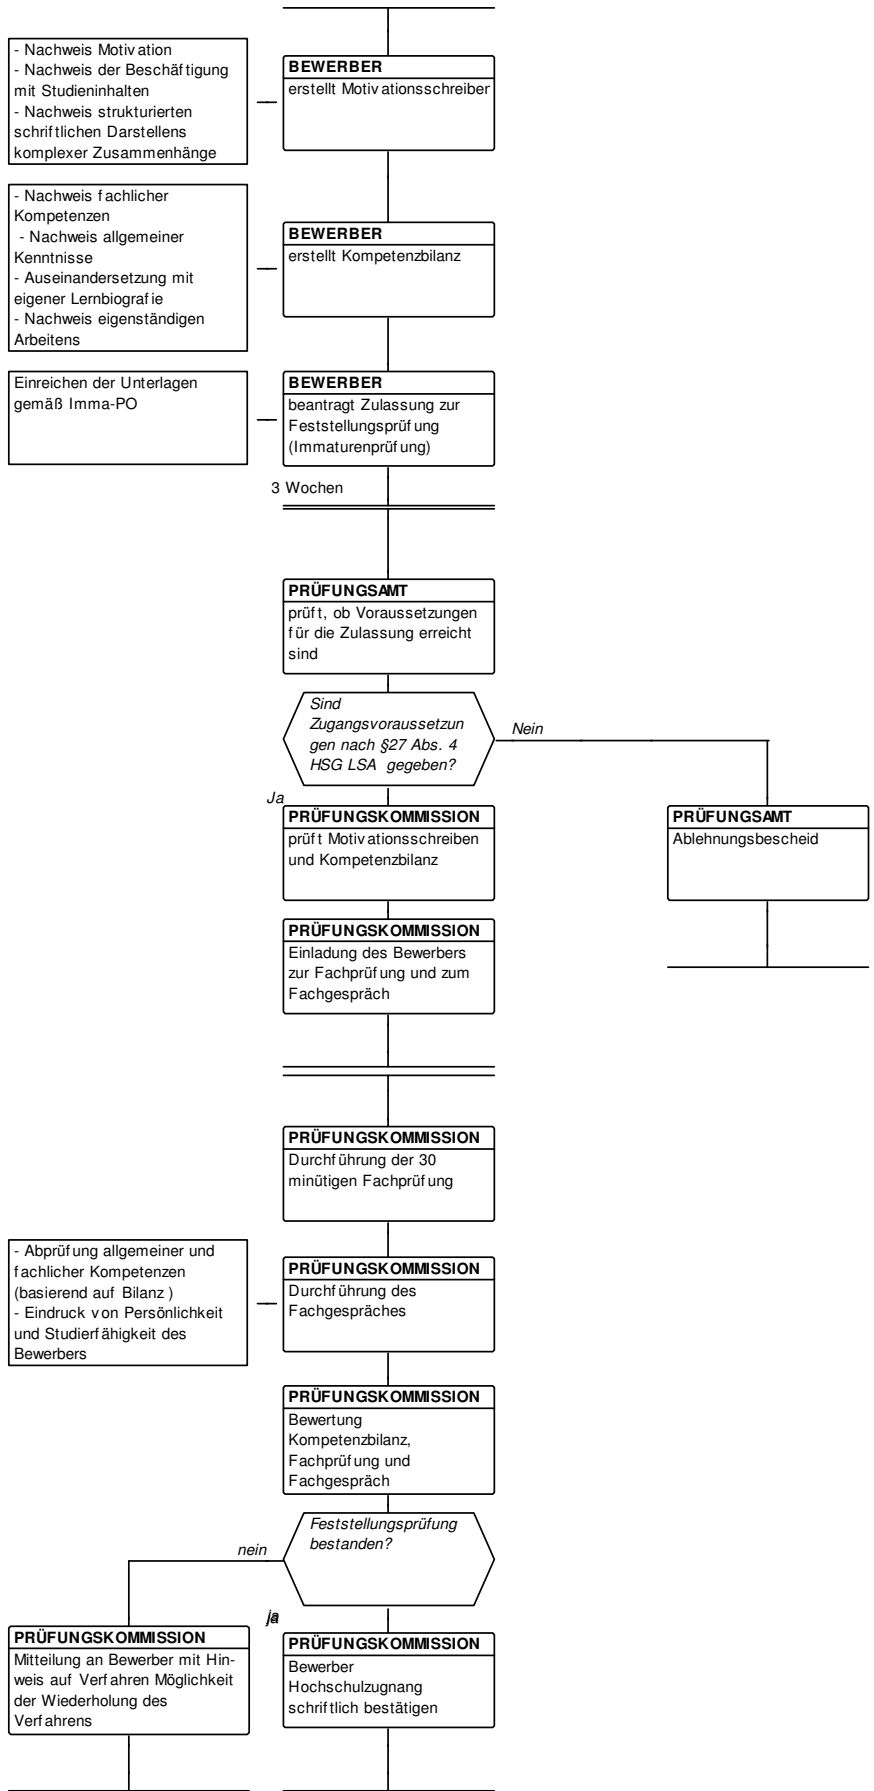 - Nachweis Motivation
- Nachweis der Beschäftigung
mit Studieninhalten
- Nachweis strukturierten
schriftlichen Darstellens
komplexer Zusammenhänge
BEWERBER
erstellt Motivationsschreiber
- Nachweis fachlicher
Kompetenzen
- Nachweis allgemeiner
Kenntnisse
- Auseinandersetzung mit
eigener Lernbiografie
- Nachweis eigenständigen
Arbeitens
BEWERBER
erstellt Kompetenzbilanz
Einreichen der Unterlagen
gemäß Imma-PO
BEWERBER
beantragt Zulassung zur
Feststellungsprüfung
(Immaturenprüfung)
3 Wochen
PRÜFUNGSAMT
prüft, ob Voraussetzungen
für die Zulassung erreicht
sind
Sind
Zugangsvoraussetzun
gen nach §27 Abs. 4
HSG LSA gegeben?
Nein
Ja
PRÜFUNGSKOMMISSION
prüft Motivationsschreiben
und Kompetenzbilanz
PRÜFUNGSAMT
Ablehnungsbescheid
PRÜFUNGSKOMMISSION
Einladung des Bewerbers
zur Fachprüfung und zum
Fachgespräch
PRÜFUNGSKOMMISSION
Durchführung der 30
minütigen Fachprüfung
- Abprüfung allgemeiner und
fachlicher Kompetenzen
(basierend auf Bilanz )
- Eindruck von Persönlichkeit
und Studierfähigkeit des
Bewerbers
PRÜFUNGSKOMMISSION
Durchführung des
Fachgespräches
PRÜFUNGSKOMMISSION
Bewertung
Kompetenzbilanz,
Fachprüfung und
Fachgespräch
Feststellungsprüfung
bestanden?
nein
ja
PRÜFUNGSKOMMISSION
Mitteilung an Bewerber mit Hin-
weis auf Verfahren Möglichkeit
der Wiederholung des
Verfahrens
PRÜFUNGSKOMMISSION
Bewerber
Hochschulzugnang
schriftlich bestätigen